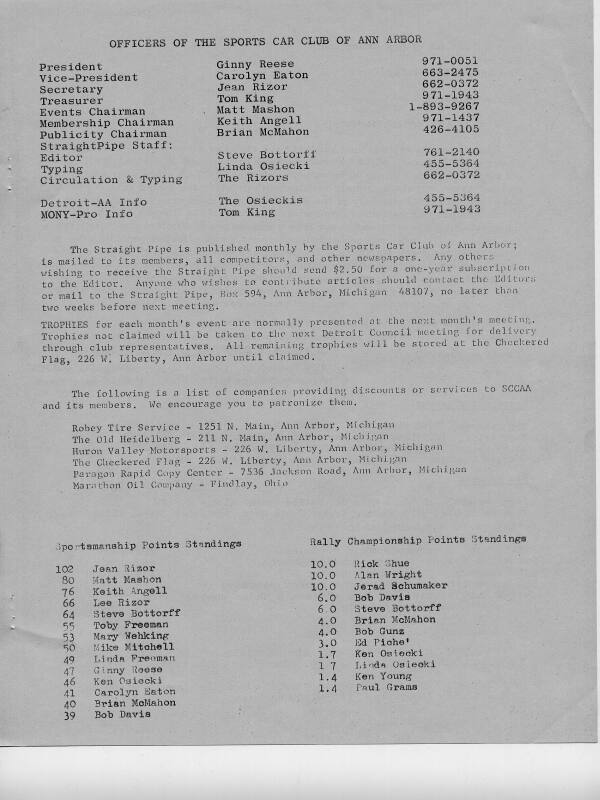 OFFICERS OF THE SPORTS CAR CLUB OF ANN ARBOR
President Ginny Reese 971-0051
Vice-President Carolyn Eaton 663-2475
Secretary Jean Rizor 662-0372
Treasurer Tom King 971-1943
Events Chairman Matt Mashon 1-893-9267
Membership Chairman Keith Angell 971-1437
Publicity Chairman Brian McMahon 426-4105
StraightPipe Staff:
Editor Steve Bottorff 761-2140
Typing Linda Osiecki 455-5364
Circulation & Typing The Rizors 662-0372
Detroit-AA Info The Osieckis 455-5364
MONY-Pro Info Tom King 971-1943
The Straight Pipe is published monthly by the Sports Car Club of Ann Arbor;
is mailed to its members, all competitors, and other newspapers. Any others
wishing to receive the Straight Pipe should send $2.50 for a one-year subscription
to the Editor. Anyone who wishes to contribute articles should contact the Editors
or mail to the Straight Pipe, Box 594, Ann Arbor, Michigan 48107, no later than
two weeks before next meeting.
TROPHIES for each month's event are normally presented at the next month's meeting.
Trophies not claimed will be taken to the next Detroit Council meeting for delivery
through club representatives. All remaining trophies will be stored at the Checkered
Flag, 226 W. Liberty, Ann Arbor until claimed.
The following is a list of companies providing discounts or services to SCCAA
and its members. We encourage you to patronize them.
Robey Tire Service - 1251 N. Main, Ann Arbor, Michigan
The Old Heidelberg - 211 N. Main, Ann Arbor, Michigan
Huron Valley Motorsports - 226 W. Liberty, Ann Arbor, Michigan
The Checkered Flag - 226 W. Liberty, Ann Arbor, Michigan
Paragon Rapid Copy Center - 7536 Jackson Road, Ann Arbor, Michigan
Marathon Oil Company - Findlay, Ohio
Sportsmanship Points Standings
102 Jean Rizor
80 Matt Mashon
76 Keith Angell
66 Lee Rizor
64 Steve Bottorff
55 Toby Freeman
53 Mary Wehking
50 Mike Mitchell
49 Linda Freeman
47 Ginny Reese
46 Ken Osiecki
41 Carolyn Eaton
40 Brian McMahon
39 Bob Davis
Rally Championship Points Standings
10.0 Rick Shue
10.0 Alan Wright
10.0 Jerad Schumaker
6.0 Bob Davis
6 0 Steve Bottorff
4.0 Brian McMahon
4.0 Bob Gunz
3.0 Ed Piche'
1.7 Ken Osiecki
1 7 Linda Osiecki
1.4 Ken Young
1.4 Paul Grams